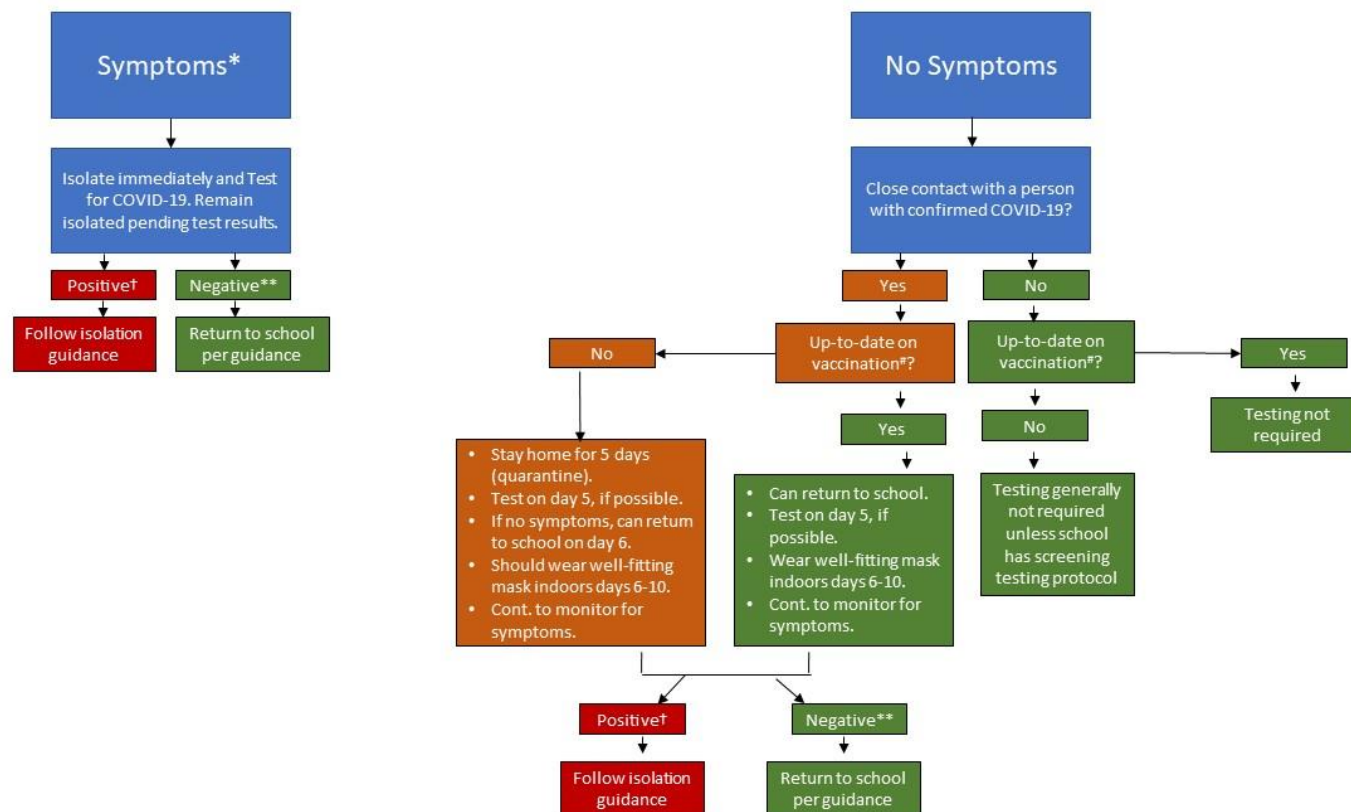 Symptoms*
Isolate immediately and Test
for COVID-19. Remain
isolated pending test results.
Positive†
Negative**
Follow isolation
guidance
Return to school
per guidance
No Symptoms
Close contact with a person
with confirmed COVID-19?
Yes
No
No
Up-to-date on
vaccination#?
Up-to-date on
vaccination#?
Yes
Yes
No
Testing not
required
• Stay home for 5 days
(quarantine).
• Test on day 5, if possible.
• If no symptoms, can return
to school on day 6.
• Should wear well-fitting
mask indoors days 6-10.
• Cont. to monitor for
symptoms.
• Can return to school.
• Test on day 5, if
possible.
• Wear well-fitting mask
indoors days 6-10.
• Cont. to monitor for
symptoms.
Testing generally
not required
unless school
has screening
testing protocol
Positive†
Negative**
Follow isolation
guidance
Return to school
per guidance